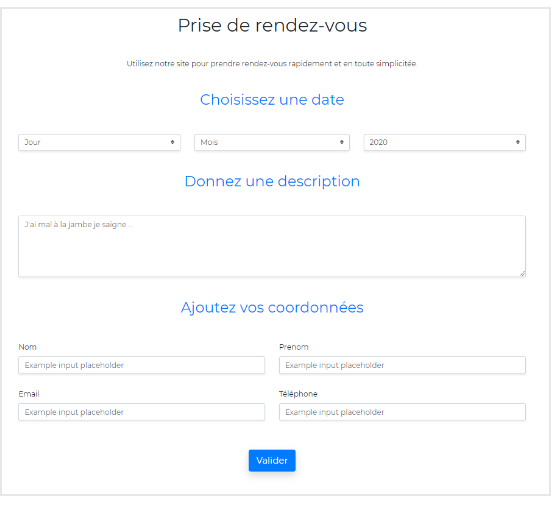 Prise de rendez-vous
Utilisez notre site pour prendre rendez-vous rapidement et en toute simplicitée.
Choisissez une date
Jour Mois 2020
Donnez une description
J'ai mal à la jambe je saigne...
Ajoutez vos coordonnées
Nom Prenom
Example input placeholder Example input placeholder
Email Téléphone
Example input placeholder Example input placeholder
Valider